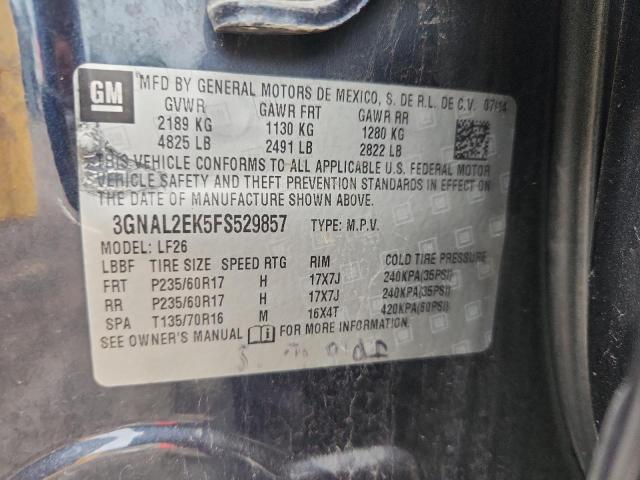 GM
MFD BY GENERAL MOTORS DE MEXICO, S. DE R.L. DE C.V. 07/14
GVWR GAWR FRT GAWR RR
2189 KG 1130 KG 1280 KG
4825 LB 2491 LB 2822 LB
THIS VEHICLE CONFORMS TO ALL APPLICABLE U.S. FEDERAL MOTOR
VEHICLE SAFETY AND THEFT PREVENTION STANDARDS IN EFFECT ON
THE DATE OF MANUFACTURE SHOWN ABOVE.
3GNAL2EK5FS529857 TYPE: M.P.V.
MODEL: LF26
LBBF TIRE SIZE SPEED RTG RIM COLD TIRE PRESSURE
FRT P235/60R17 H 17X7J 240KPA(35PSI)
RR P235/60R17 H 17X7J 240KPA(35PSI)
SPA T135/70R16 M 16X4T 420KPA(60PSI)
SEE OWNER'S MANUAL FOR MORE INFORMATION.